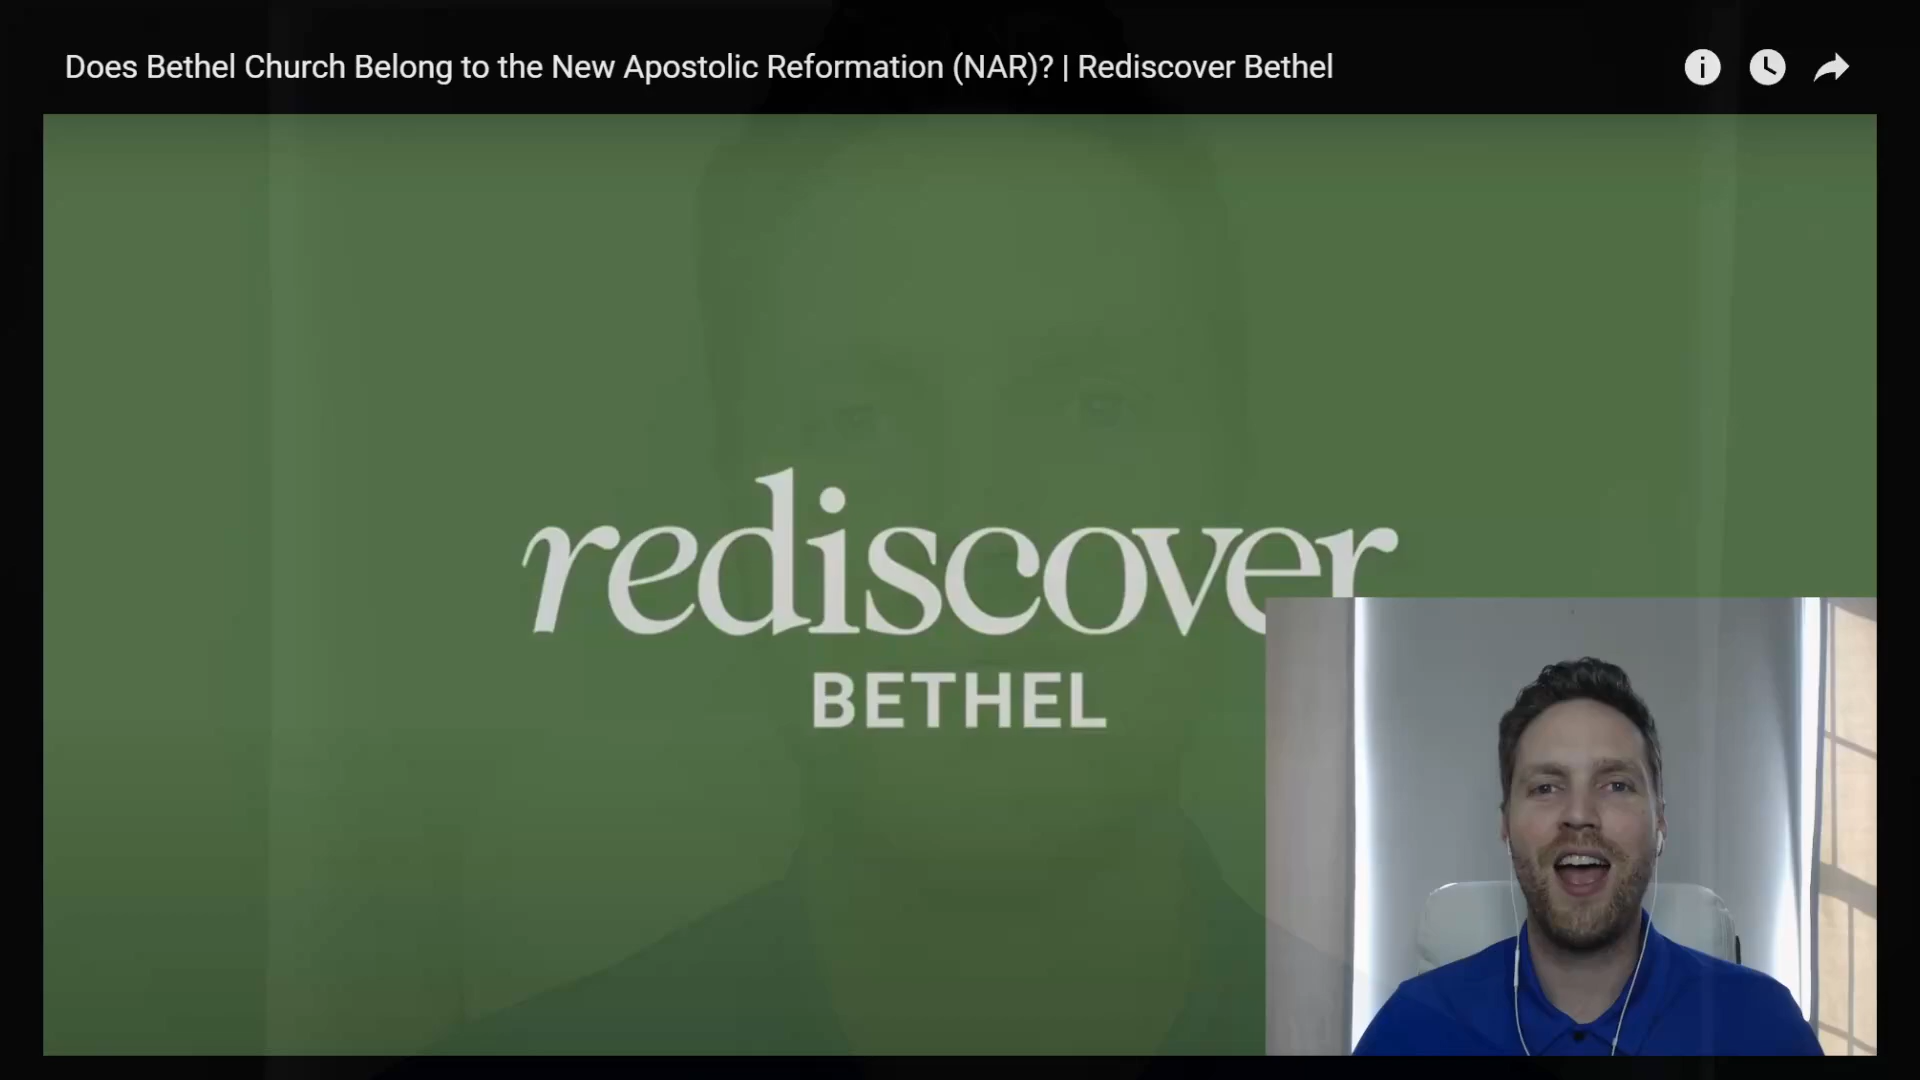 Does Bethel Church Belong to the New Apostolic Reformation (NAR)? | Rediscover Bethel
rediscover
BETHEL